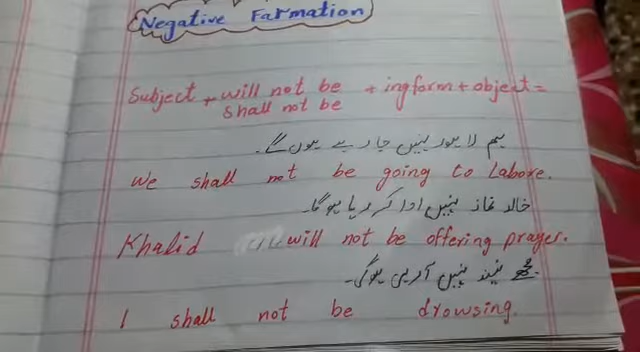 Negative Farmation
Subject + will not be + ing form + object =
shall not be
ہم لاہور نہیں جا رہے ہوں گے۔
We shall not be going to Lahore.
خالد نماز نہیں ادا کر رہا ہوگا۔
Khalid will not be offering prayer.
مجھے نیند نہیں آ رہی ہوگی۔
I shall not be drowsing.